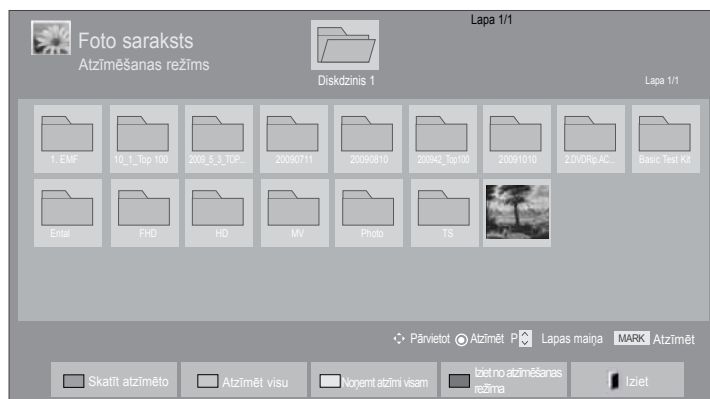 Lapa 1/1
Foto saraksts
Atzīmēšanas režīms
Diskdzinis 1
Lapa 1/1
1. EMF
10_1_Top 100
2009_5_3_TOP...
20090711
20090810
200942_Top100
20091010
2.DVDRip.AC...
Basic Test Kit
Entai
FHD
HD
MV
Photo
TS
Pārvietot Atzīmēt P Lapas maiņa MARK Atzīmēt
Skatīt atzīmēto
Atzīmēt visu
Noņemt atzīmi visam
Iziet no atzīmēšanas
režīma
Iziet